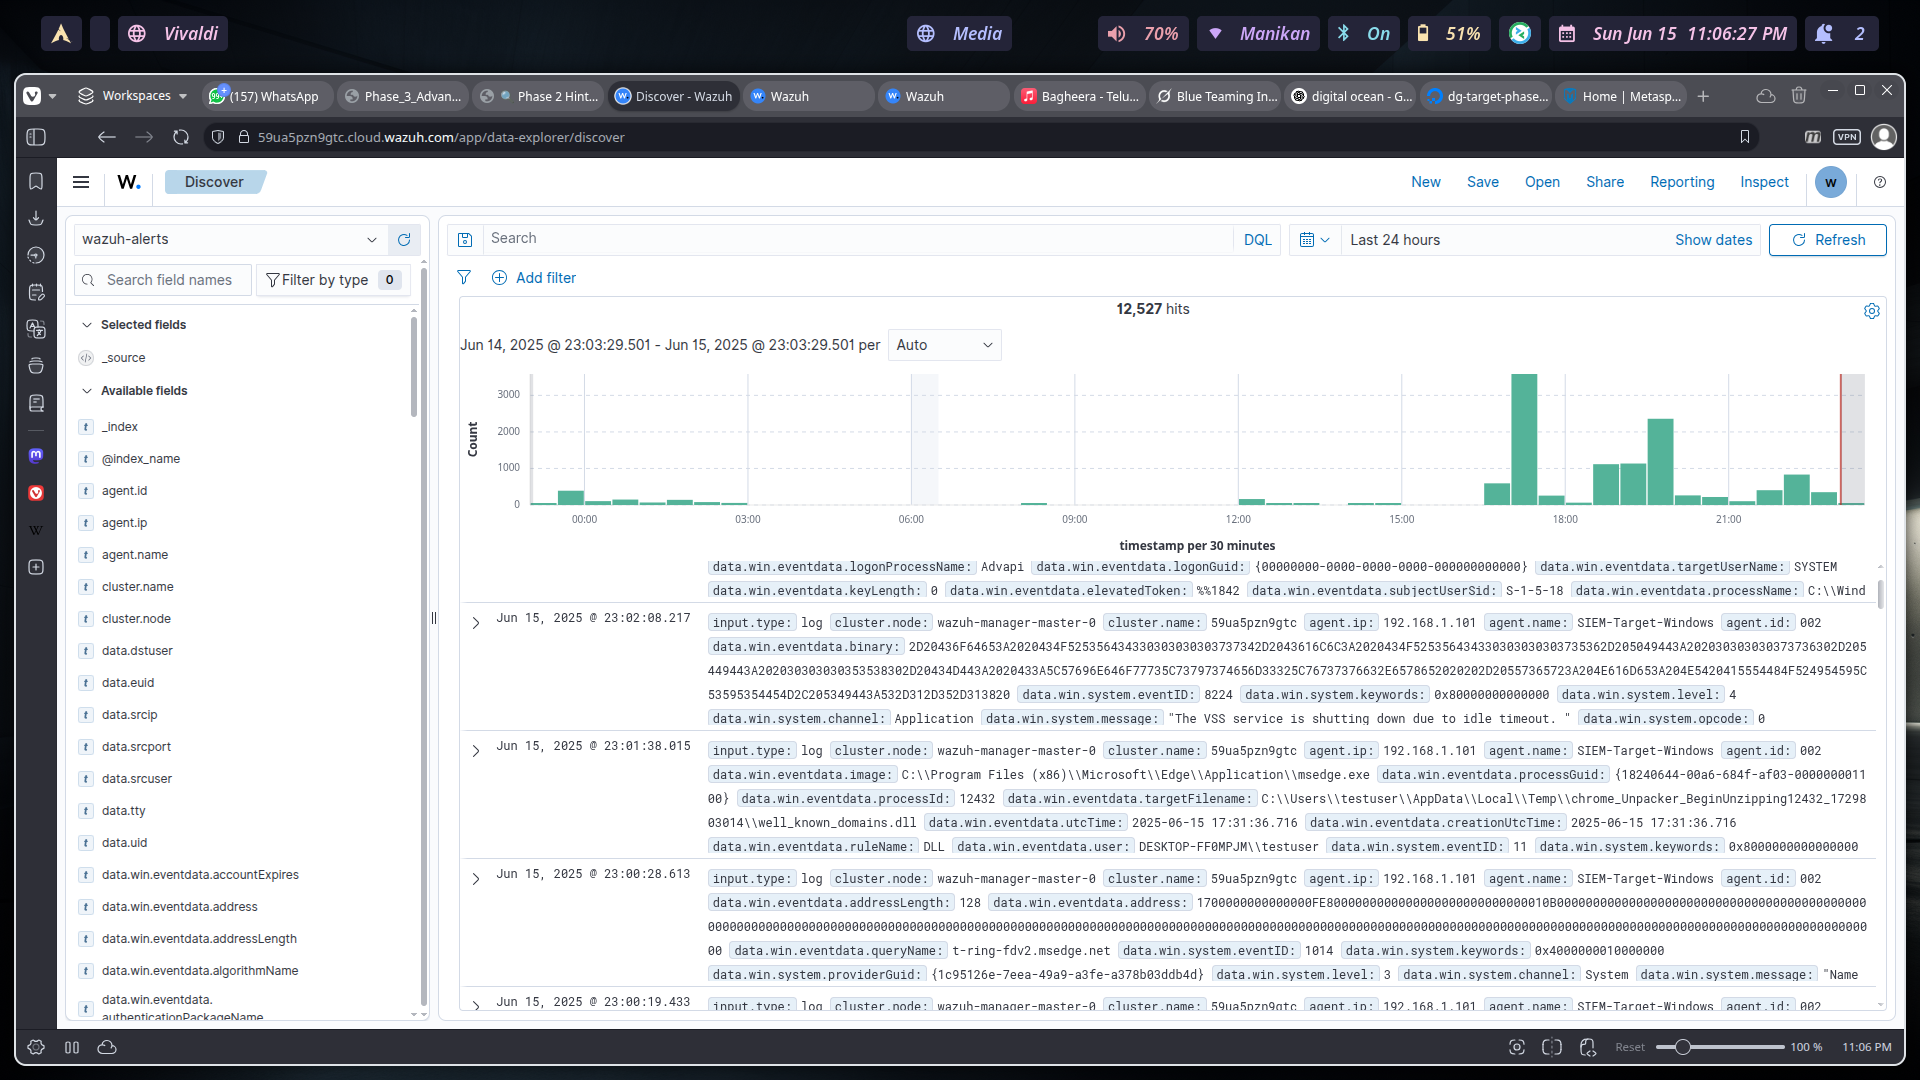 Vivaldi
Media
70%
Manikan
On
51%
Sun Jun 15 11:06:27 PM
2
Workspaces
99+
(157) WhatsApp
Phase_3_Advan...
Phase 2 Hint...
Discover - Wazuh
Wazuh
Wazuh
Bagheera - Telu...
Blue Teaming In...
digital ocean - G...
dg-target-phase...
Home | Metasp...
59ua5pzn9gtc.cloud.wazuh.com/app/data-explorer/discover
VPN
W.
Discover
New
Save
Open
Share
Reporting
Inspect
w
wazuh-alerts
Search
DQL
Last 24 hours
Show dates
Refresh
Search field names
Filter by type 0
Add filter
Selected fields
_source
Available fields
t _index
t @index_name
t agent.id
t agent.ip
t agent.name
t cluster.name
t cluster.node
t data.dstuser
t data.euid
t data.srcip
t data.srcport
t data.srcuser
t data.tty
t data.uid
t data.win.eventdata.accountExpires
t data.win.eventdata.address
t data.win.eventdata.addressLength
t data.win.eventdata.algorithmName
t data.win.eventdata.
authenticationPackageName
12,527 hits
Jun 14, 2025 @ 23:03:29.501 - Jun 15, 2025 @ 23:03:29.501 per Auto
Count
3000
2000
1000
0
00:00 03:00 06:00 09:00 12:00 15:00 18:00 21:00
timestamp per 30 minutes
data.win.eventdata.logonProcessName: Advapi data.win.eventdata.logonGuid: {00000000-0000-0000-0000-000000000000} data.win.eventdata.targetUserName: SYSTEM
data.win.eventdata.keyLength: 0 data.win.eventdata.elevatedToken: %%1842 data.win.eventdata.subjectUserSid: S-1-5-18 data.win.eventdata.processName: C:\\Wind
Jun 15, 2025 @ 23:02:08.217
input.type: log cluster.node: wazuh-manager-master-0 cluster.name: 59ua5pzn9gtc agent.ip: 192.168.1.101 agent.name: SIEM-Target-Windows agent.id: 002
data.win.eventdata.binary:
data.win.system.eventID: 8224 data.win.system.keywords: 0x80000000000000 data.win.system.level: 4
data.win.system.channel: Application data.win.system.message: "The VSS service is shutting down due to idle timeout. " data.win.system.opcode: 0
Jun 15, 2025 @ 23:01:38.015
input.type: log cluster.node: wazuh-manager-master-0 cluster.name: 59ua5pzn9gtc agent.ip: 192.168.1.101 agent.name: SIEM-Target-Windows agent.id: 002
data.win.eventdata.image: C:\\Program Files (x86)\\Microsoft\\Edge\\Application\\msedge.exe data.win.eventdata.processGuid: {18240644-00a6-684f-af03-0000000011
00} data.win.eventdata.processId: 12432 data.win.eventdata.targetFilename: C:\\Users\\testuser\\AppData\\Local\\Temp\\chrome_Unpacker_BeginUnzipping12432_17298
03014\\well_known_domains.dll data.win.eventdata.utcTime: 2025-06-15 17:31:36.716 data.win.eventdata.creationUtcTime: 2025-06-15 17:31:36.716
data.win.eventdata.ruleName: DLL data.win.eventdata.user: DESKTOP-FF0MPJM\\testuser data.win.system.eventID: 11 data.win.system.keywords: 0x8000000000000000
Jun 15, 2025 @ 23:00:28.613
input.type: log cluster.node: wazuh-manager-master-0 cluster.name: 59ua5pzn9gtc agent.ip: 192.168.1.101 agent.name: SIEM-Target-Windows agent.id: 002
data.win.eventdata.addressLength: 128 data.win.eventdata.address:
00 data.win.eventdata.queryName: t-ring-fdv2.msedge.net data.win.system.eventID: 1014 data.win.system.keywords: 0x4000000010000000
data.win.system.providerGuid: {1c95126e-7eea-49a9-a3fe-a378b03ddb4d} data.win.system.level: 3 data.win.system.channel: System data.win.system.message: "Name
Jun 15, 2025 @ 23:00:19.433
input.type: log cluster.node: wazuh-manager-master-0 cluster.name: 59ua5pzn9gtc agent.ip: 192.168.1.101 agent.name: SIEM-Target-Windows agent.id: 002
Reset
100 %
11:06 PM